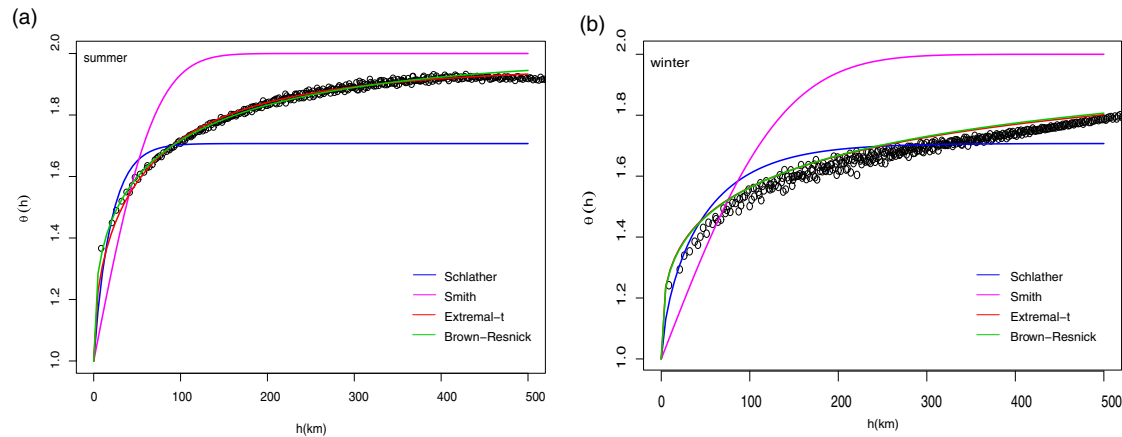 (a)
summer
θ(h)
2.0
1.8
1.6
1.4
1.2
1.0
Schlather
Smith
Extremal−t
Brown−Resnick
0 100 200 300 400 500
h(km)
(b)
winter
θ(h)
2.0
1.8
1.6
1.4
1.2
1.0
Schlather
Smith
Extremal−t
Brown−Resnick
0 100 200 300 400 500
h(km)